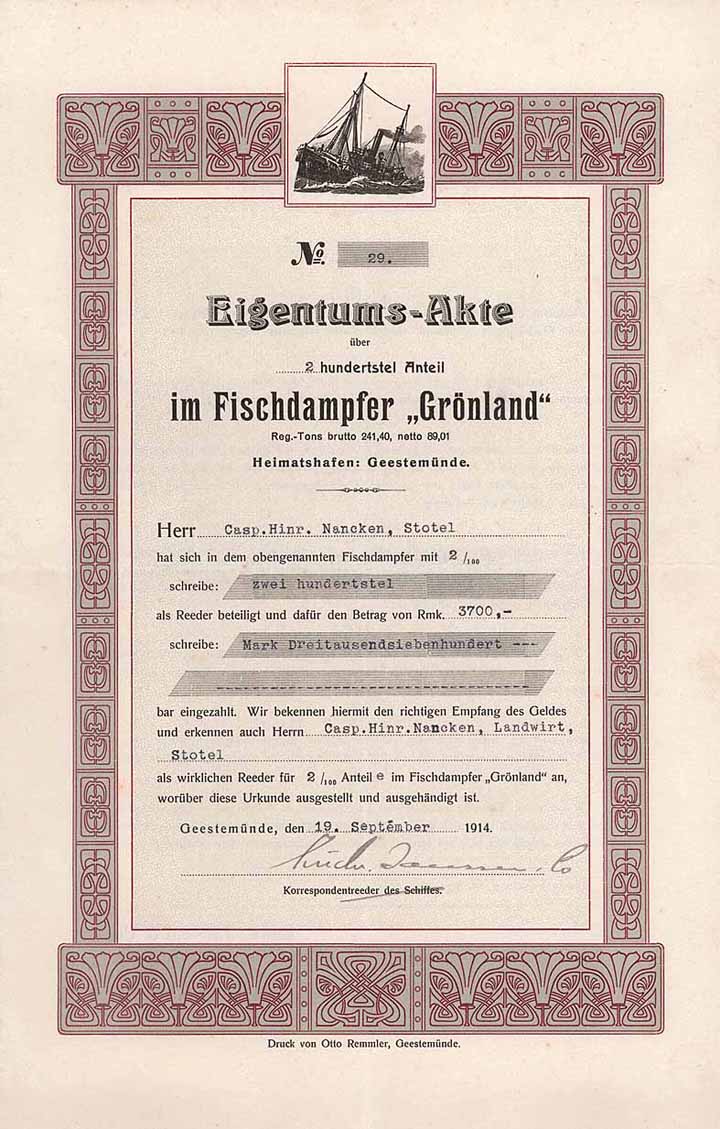 No. 29.
Eigentums-Akte
über
2 hundertstel Anteil
im Fischdampfer „Grönland“
Reg.-Tons brutto 241,40, netto 89,01
Heimatshafen: Geestemünde.
Herr Casp.Hinr. Nancken, Stotel
hat sich in dem obengenannten Fischdampfer mit 2/100
schreibe: zwei hundertstel
als Reeder beteiligt und dafür den Betrag von Rmk. 3700,-
schreibe: Mark Dreitausendsiebenhundert ---
--------------------------------
bar eingezahlt. Wir bekennen hiermit den richtigen Empfang des Geldes
und erkennen auch Herrn Casp.Hinr.Nancken, Landwirt,
Stotel
als wirklichen Reeder für 2/100 Anteile im Fischdampfer „Grönland“ an,
worüber diese Urkunde ausgestellt und ausgehändigt ist.
Geestemünde, den 19. September 1914.
Co
Korrespondentreeder des Schiffes.
Druck von Otto Remmler, Geestemünde.